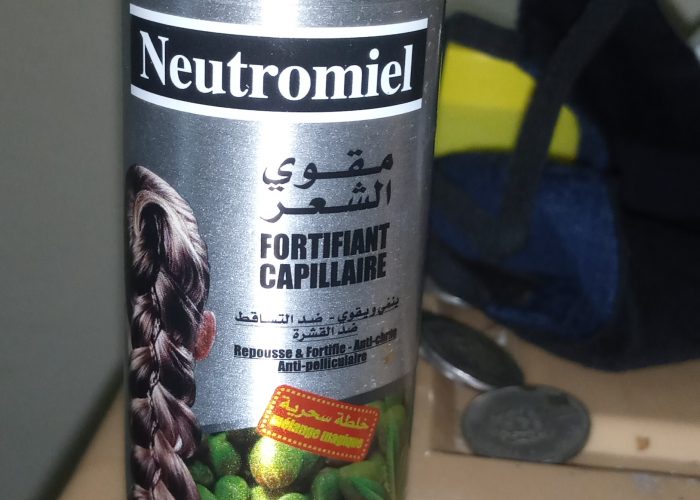 Neutromiel
مقوي
الشعر
FORTIFIANT
CAPILLAIRE
ينمي ويقوي - ضد التساقط
ضد القشرة
Repousse & Fortifie - Anti-chute
Anti-pelliculaire
خلطة سحرية
mélange magique